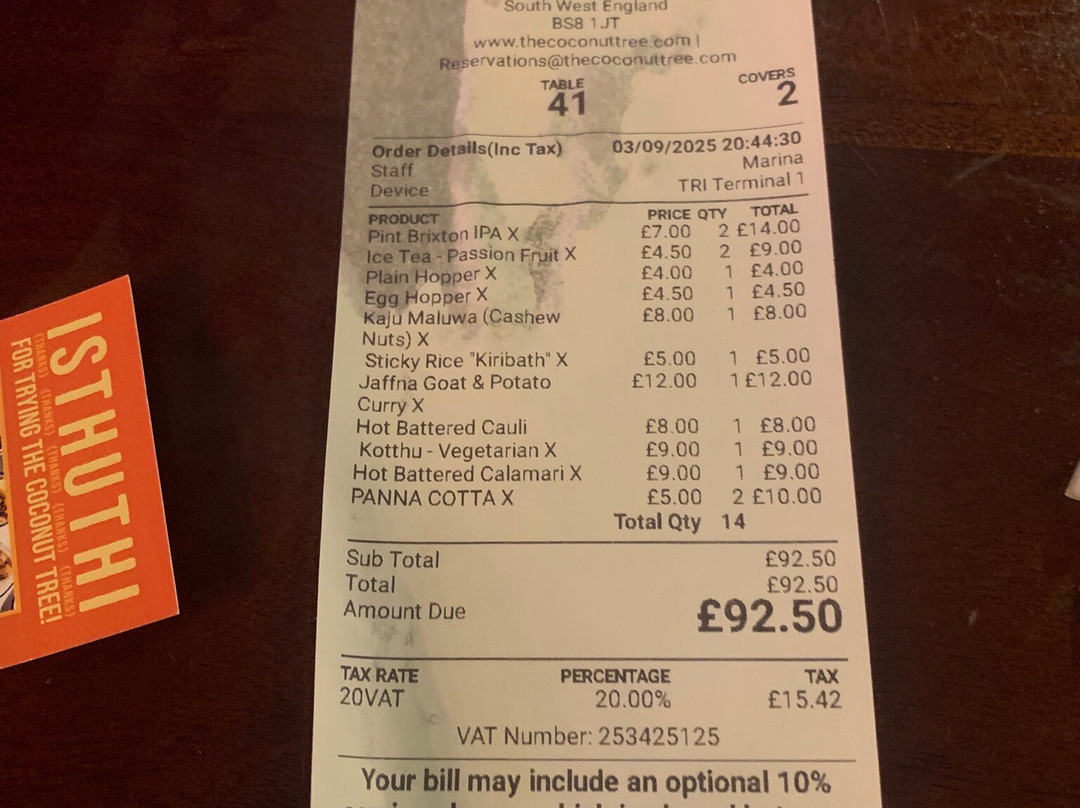 South West England
BS8 1JT
www.thecoconuttree.com |
Reservations@thecoconuttree.com
TABLE COVERS
41 2
Order Details(Inc Tax) 03/09/2025 20:44:30
Staff Marina
Device TRI Terminal 1
PRODUCT PRICE QTY TOTAL
Pint Brixton IPA X £7.00 2 £14.00
Ice Tea - Passion Fruit X £4.50 2 £9.00
Plain Hopper X £4.00 1 £4.00
Egg Hopper X £4.50 1 £4.50
Kaju Maluwa (Cashew £8.00 1 £8.00
Nuts) X
Sticky Rice "Kiribath" X £5.00 1 £5.00
Jaffna Goat & Potato £12.00 1 £12.00
Curry X
Hot Battered Cauli £8.00 1 £8.00
Kotthu - Vegetarian X £9.00 1 £9.00
Hot Battered Calamari X £9.00 1 £9.00
PANNA COTTA X £5.00 2 £10.00
Total Qty 14
Sub Total £92.50
Total £92.50
Amount Due £92.50
TAX RATE PERCENTAGE TAX
20VAT 20.00% £15.42
VAT Number: 253425125
Your bill may include an optional 10%
ISTHUTHI
(THANKS) (THANKS) (THANKS) (THANKS) (THANKS)
FOR TRYING THE COCONUT TREE!